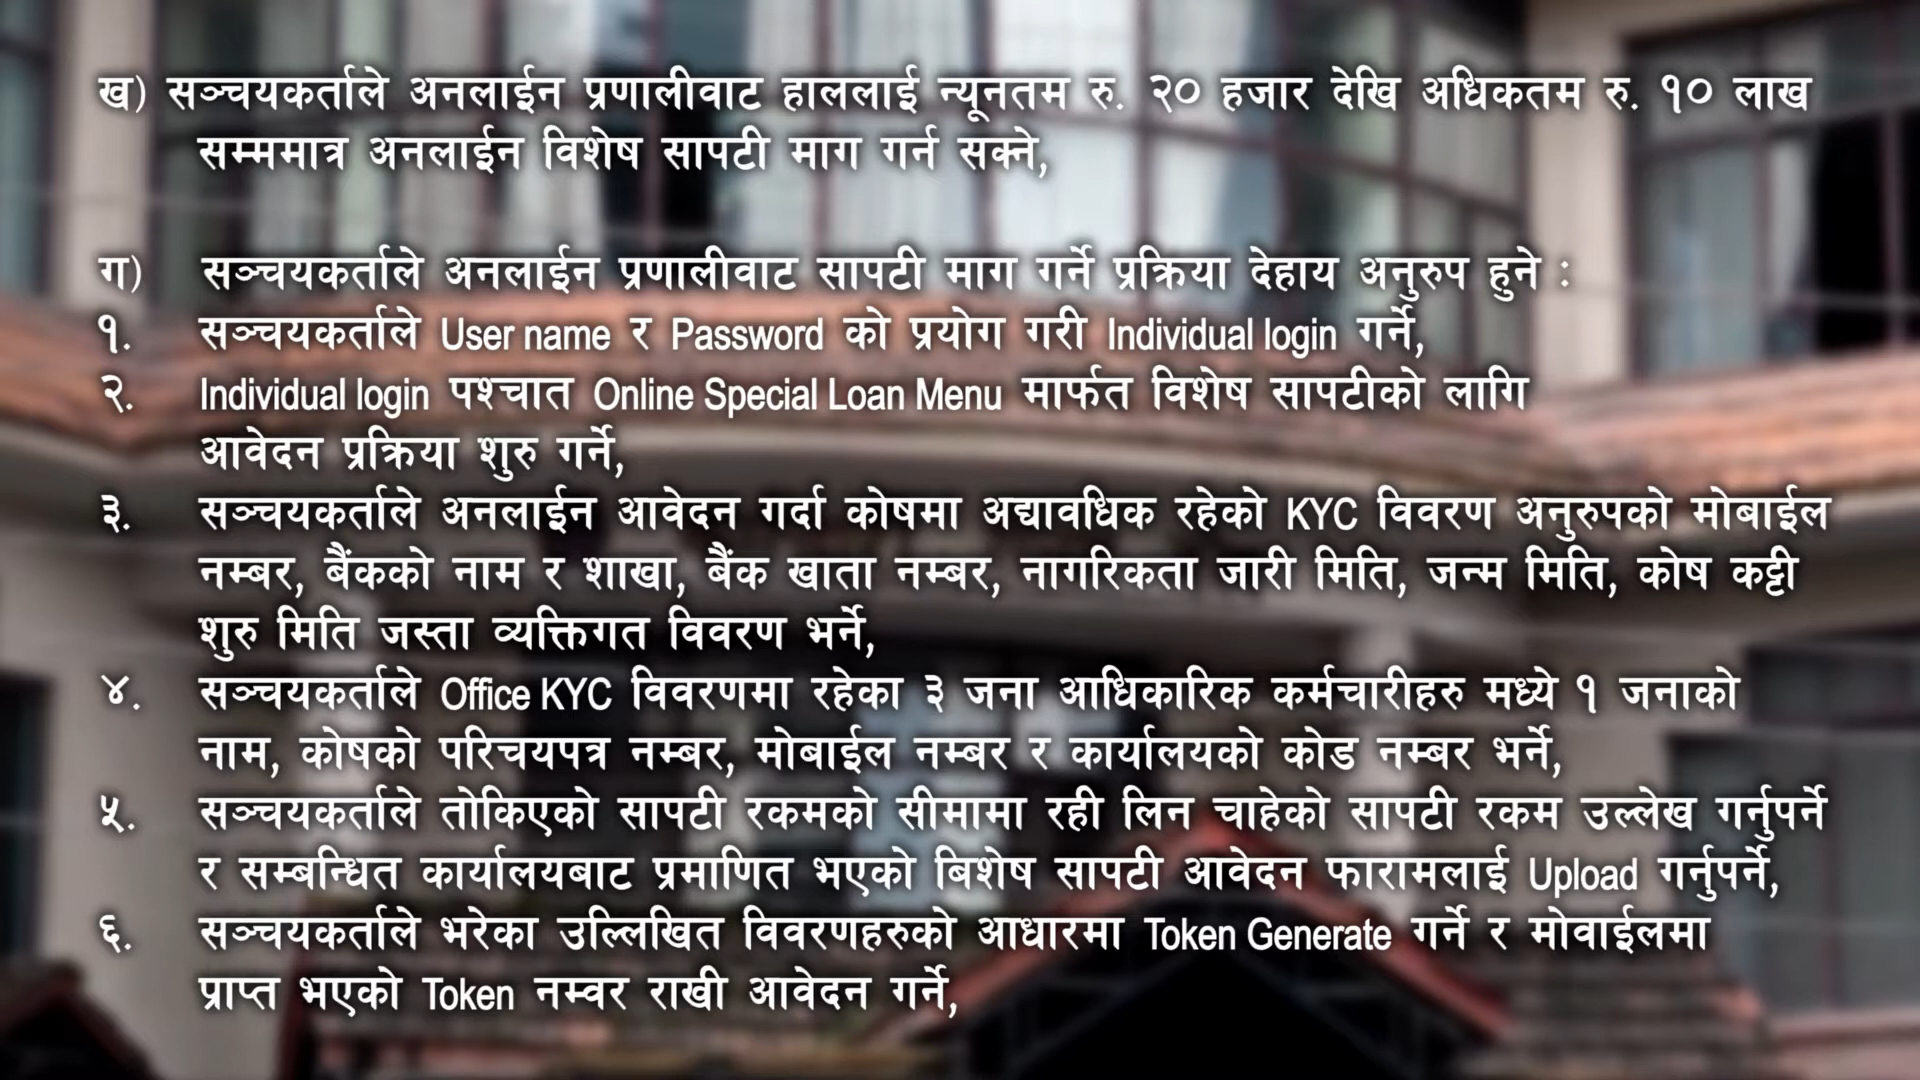 ख) सञ्चयकर्ताले अनलाईन प्रणालीवाट हाललाई न्यूनतम रु. २० हजार देखि अधिकतम रु. १० लाख
सम्ममात्र अनलाईन विशेष सापटी माग गर्न सक्ने,
ग) सञ्चयकर्ताले अनलाईन प्रणालीवाट सापटी माग गर्ने प्रक्रिया देहाय अनुरुप हुने :
१. सञ्चयकर्ताले User name र Password को प्रयोग गरी Individual login गर्ने,
२. Individual login पश्चात Online Special Loan Menu मार्फत विशेष सापटीको लागि
आवेदन प्रक्रिया शुरु गर्ने,
३. सञ्चयकर्ताले अनलाईन आवेदन गर्दा कोषमा अद्यावधिक रहेको KYC विवरण अनुरुपको मोबाईल
नम्बर, बैंकको नाम र शाखा, बैंक खाता नम्बर, नागरिकता जारी मिति, जन्म मिति, कोष कट्टी
शुरु मिति जस्ता व्यक्तिगत विवरण भर्ने,
४. सञ्चयकर्ताले Office KYC विवरणमा रहेका ३ जना आधिकारिक कर्मचारीहरु मध्ये १ जनाको
नाम, कोषको परिचयपत्र नम्बर, मोबाईल नम्बर र कार्यालयको कोड नम्बर भर्ने,
५. सञ्चयकर्ताले तोकिएको सापटी रकमको सीमामा रही लिन चाहेको सापटी रकम उल्लेख गर्नुपर्ने
र सम्बन्धित कार्यालयबाट प्रमाणित भएको बिशेष सापटी आवेदन फारामलाई Upload गर्नुपर्ने,
६. सञ्चयकर्ताले भरेका उल्लिखित विवरणहरुको आधारमा Token Generate गर्ने र मोवाईलमा
प्राप्त भएको Token नम्वर राखी आवेदन गर्ने,